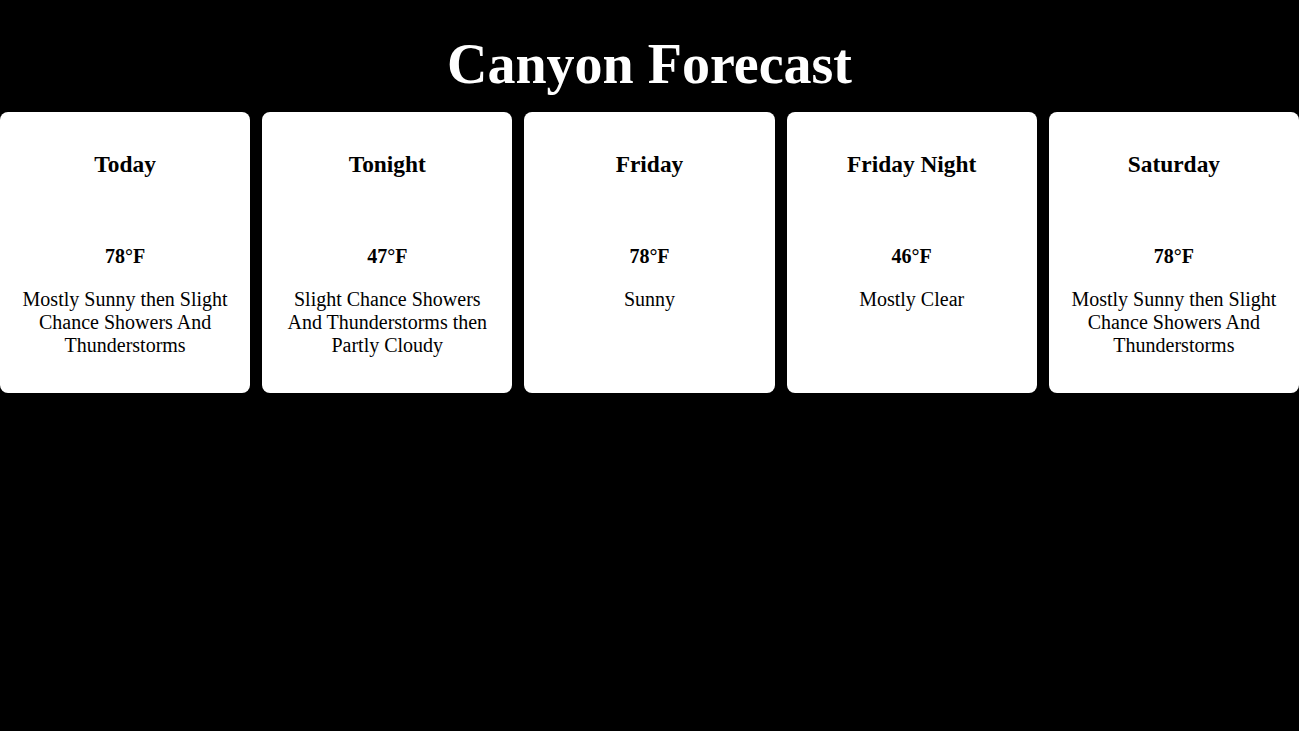 Canyon Forecast
Today
78°F
Mostly Sunny then Slight
Chance Showers And
Thunderstorms
Tonight
47°F
Slight Chance Showers
And Thunderstorms then
Partly Cloudy
Friday
78°F
Sunny
Friday Night
46°F
Mostly Clear
Saturday
78°F
Mostly Sunny then Slight
Chance Showers And
Thunderstorms